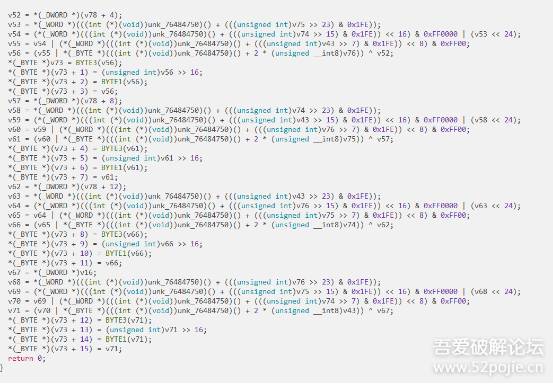 v52 = *(_DWORD *)(v78 + 4);
v53 = *(_WORD *)(((int (*)(void))unk_76484750)() + (((unsigned int)v75 >> 23) & 0x1FE));
v54 = (*(_WORD *)(((int (*)(void))unk_76484750)() + (((unsigned int)v74 >> 15) & 0x1FE)) << 16) & 0xFF0000 | (v53 << 24);
v55 = v54 | (*(_WORD *)(((int (*)(void))unk_76484750)() + (((unsigned int)v43 >> 7) & 0x1FE)) << 8) & 0xFF00;
v56 = (v55 | *(_BYTE *)(((int (*)(void))unk_76484750)() + 2 * (unsigned __int8)v76)) ^ v52;
*(_BYTE *)v73 = BYTE3(v56);
*(_BYTE *)(v73 + 1) = (unsigned int)v56 >> 16;
*(_BYTE *)(v73 + 2) = BYTE1(v56);
*(_BYTE *)(v73 + 3) = v56;
v57 = *(_DWORD *)(v78 + 8);
v58 = *(_WORD *)(((int (*)(void))unk_76484750)() + (((unsigned int)v74 >> 23) & 0x1FE));
v59 = (*(_WORD *)(((int (*)(void))unk_76484750)() + (((unsigned int)v43 >> 15) & 0x1FE)) << 16) & 0xFF0000 | (v58 << 24);
v60 = v59 | (*(_WORD *)(((int (*)(void))unk_76484750)() + (((unsigned int)v76 >> 7) & 0x1FE)) << 8) & 0xFF00;
v61 = (v60 | *(_BYTE *)(((int (*)(void))unk_76484750)() + 2 * (unsigned __int8)v75)) ^ v57;
*(_BYTE *)(v73 + 4) = BYTE3(v61);
*(_BYTE *)(v73 + 5) = (unsigned int)v61 >> 16;
*(_BYTE *)(v73 + 6) = BYTE1(v61);
*(_BYTE *)(v73 + 7) = v61;
v62 = *(_DWORD *)(v78 + 12);
v63 = *(_WORD *)(((int (*)(void))unk_76484750)() + (((unsigned int)v43 >> 23) & 0x1FE));
v64 = (*(_WORD *)(((int (*)(void))unk_76484750)() + (((unsigned int)v76 >> 15) & 0x1FE)) << 16) & 0xFF0000 | (v63 << 24);
v65 = v64 | (*(_WORD *)(((int (*)(void))unk_76484750)() + (((unsigned int)v75 >> 7) & 0x1FE)) << 8) & 0xFF00;
v66 = (v65 | *(_BYTE *)(((int (*)(void))unk_76484750)() + 2 * (unsigned __int8)v74)) ^ v62;
*(_BYTE *)(v73 + 8) = BYTE3(v66);
*(_BYTE *)(v73 + 9) = (unsigned int)v66 >> 16;
*(_BYTE *)(v73 + 10) = BYTE1(v66);
*(_BYTE *)(v73 + 11) = v66;
v67 = *(_DWORD *)v16;
v68 = *(_WORD *)(((int (*)(void))unk_76484750)() + (((unsigned int)v76 >> 23) & 0x1FE));
v69 = (*(_WORD *)(((int (*)(void))unk_76484750)() + (((unsigned int)v75 >> 15) & 0x1FE)) << 16) & 0xFF0000 | (v68 << 24);
v70 = v69 | (*(_WORD *)(((int (*)(void))unk_76484750)() + (((unsigned int)v74 >> 7) & 0x1FE)) << 8) & 0xFF00;
v71 = (v70 | *(_BYTE *)(((int (*)(void))unk_76484750)() + 2 * (unsigned __int8)v43)) ^ v67;
*(_BYTE *)(v73 + 12) = BYTE3(v71);
*(_BYTE *)(v73 + 13) = (unsigned int)v71 >> 16;
*(_BYTE *)(v73 + 14) = BYTE1(v71);
*(_BYTE *)(v73 + 15) = v71;
return 0;
}
吾爱破解论坛
www.52pojie.cn